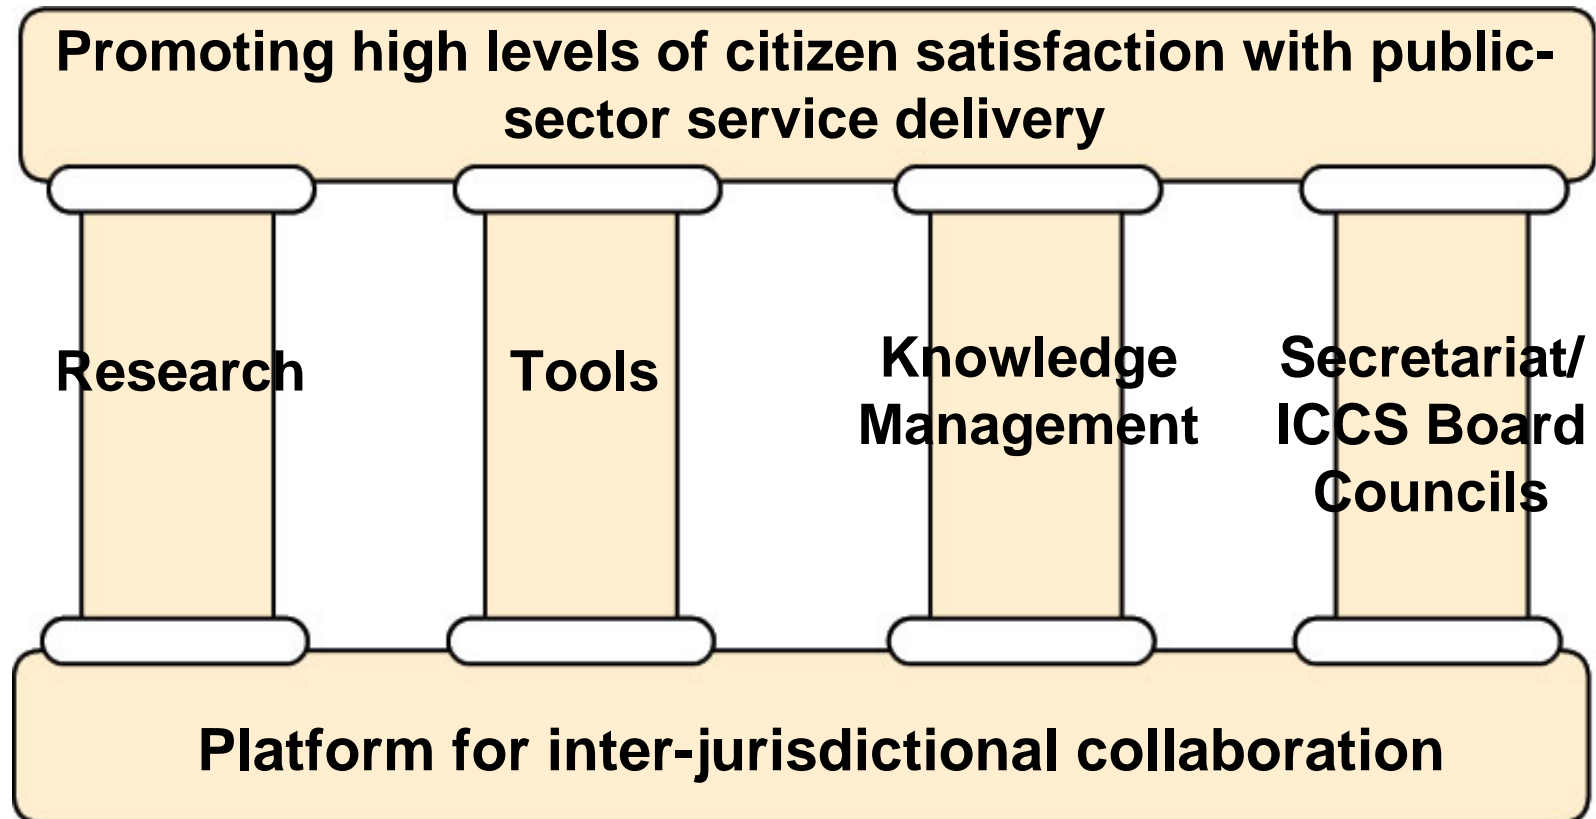 Promoting high levels of citizen satisfaction with public-
sector service delivery
Research
Tools
Knowledge
Management
Secretariat/
ICCS Board
Councils
Platform for inter-jurisdictional collaboration